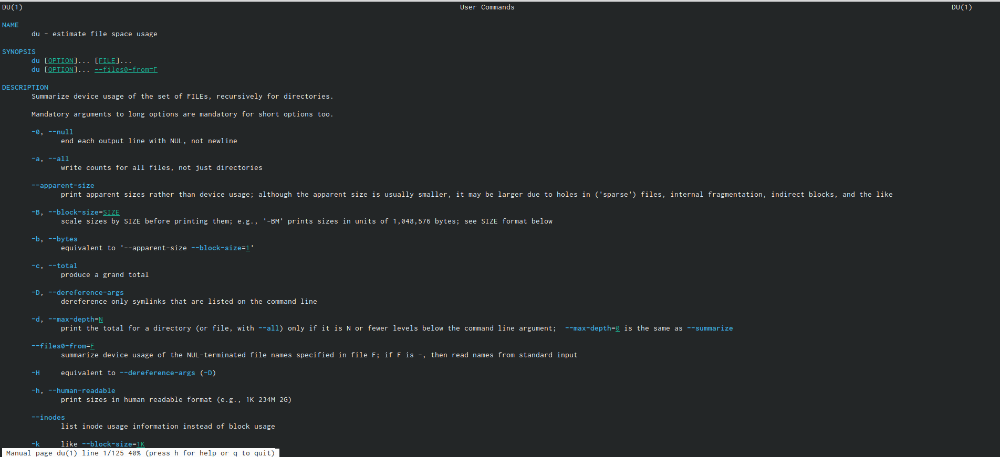 DU(1) User Commands DU(1)
NAME
du - estimate file space usage
SYNOPSIS
du [OPTION]... [FILE]...
du [OPTION]... --files0-from=F
DESCRIPTION
Summarize device usage of the set of FILEs, recursively for directories.
Mandatory arguments to long options are mandatory for short options too.
-0, --null
end each output line with NUL, not newline
-a, --all
write counts for all files, not just directories
--apparent-size
print apparent sizes rather than device usage; although the apparent size is usually smaller, it may be larger due to holes in ('sparse') files, internal fragmentation, indirect blocks, and the like
-B, --block-size=SIZE
scale sizes by SIZE before printing them; e.g., '-BM' prints sizes in units of 1,048,576 bytes; see SIZE format below
-b, --bytes
equivalent to '--apparent-size --block-size=1'
-c, --total
produce a grand total
-D, --dereference-args
dereference only symlinks that are listed on the command line
-d, --max-depth=N
print the total for a directory (or file, with --all) only if it is N or fewer levels below the command line argument;  --max-depth=0 is the same as --summarize
--files0-from=F
summarize device usage of the NUL-terminated file names specified in file F; if F is -, then read names from standard input
-H equivalent to --dereference-args (-D)
-h, --human-readable
print sizes in human readable format (e.g., 1K 234M 2G)
--inodes
list inode usage information instead of block usage
-k like --block-size=1K
Manual page du(1) line 1/125 40% (press h for help or q to quit)